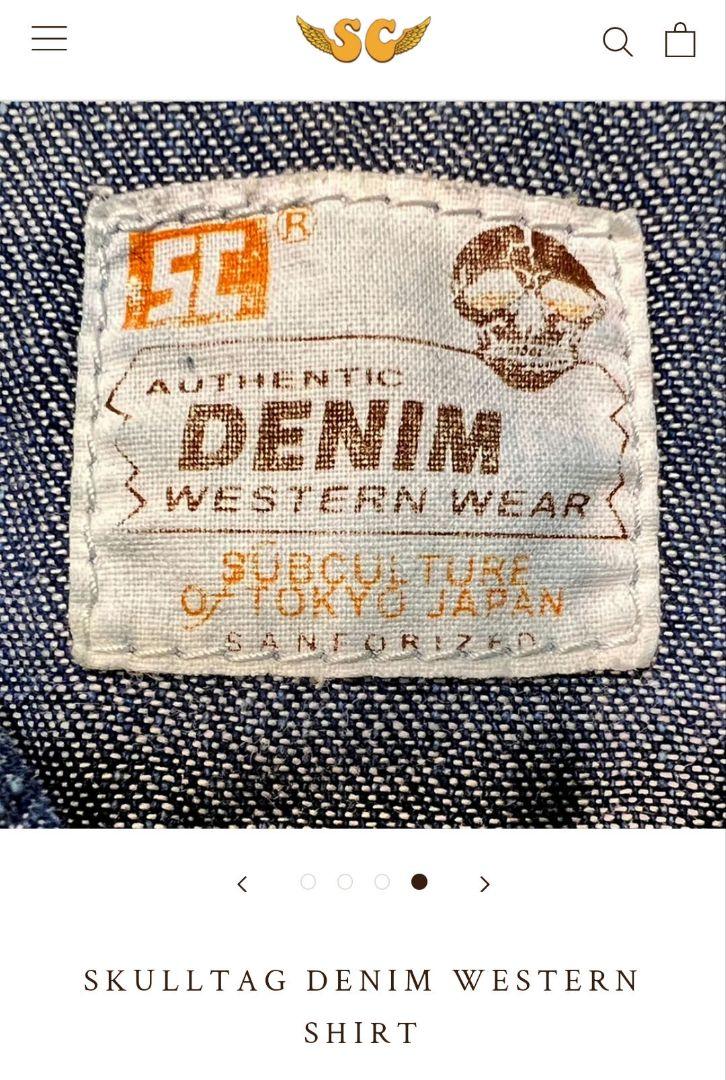 SC
SC ®
AUTHENTIC
DENIM
WESTERN WEAR
SUBCULTURE
Of TOKYO JAPAN
SANFORIZED
SKULLTAG DENIM WESTERN
SHIRT